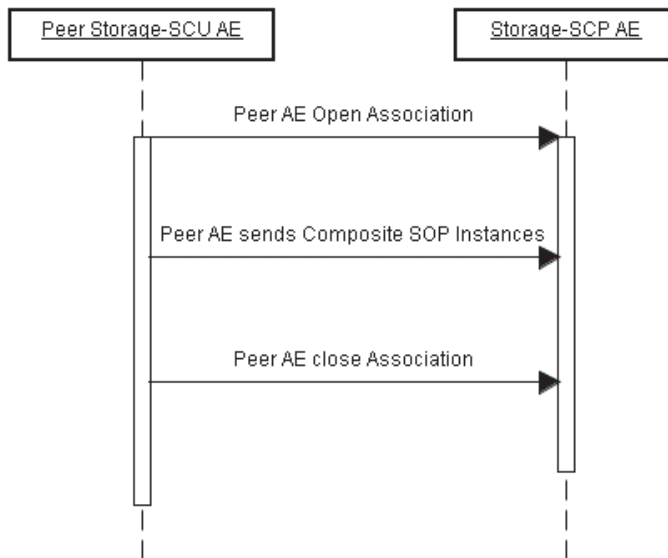 Peer Storage-SCU AE
Storage-SCP AE
Peer AE Open Association
Peer AE sends Composite SOP Instances
Peer AE close Association